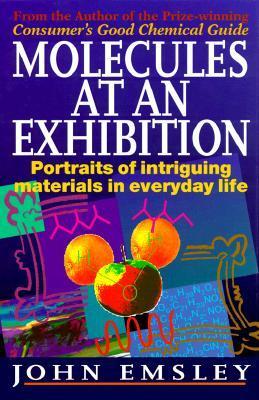 From the Author of the Prize-winning
Consumer's Good Chemical Guide
MOLECULES
AT AN
EXHIBITION
Portraits of intriguing
materials in everyday life
JOHN EMSLEY